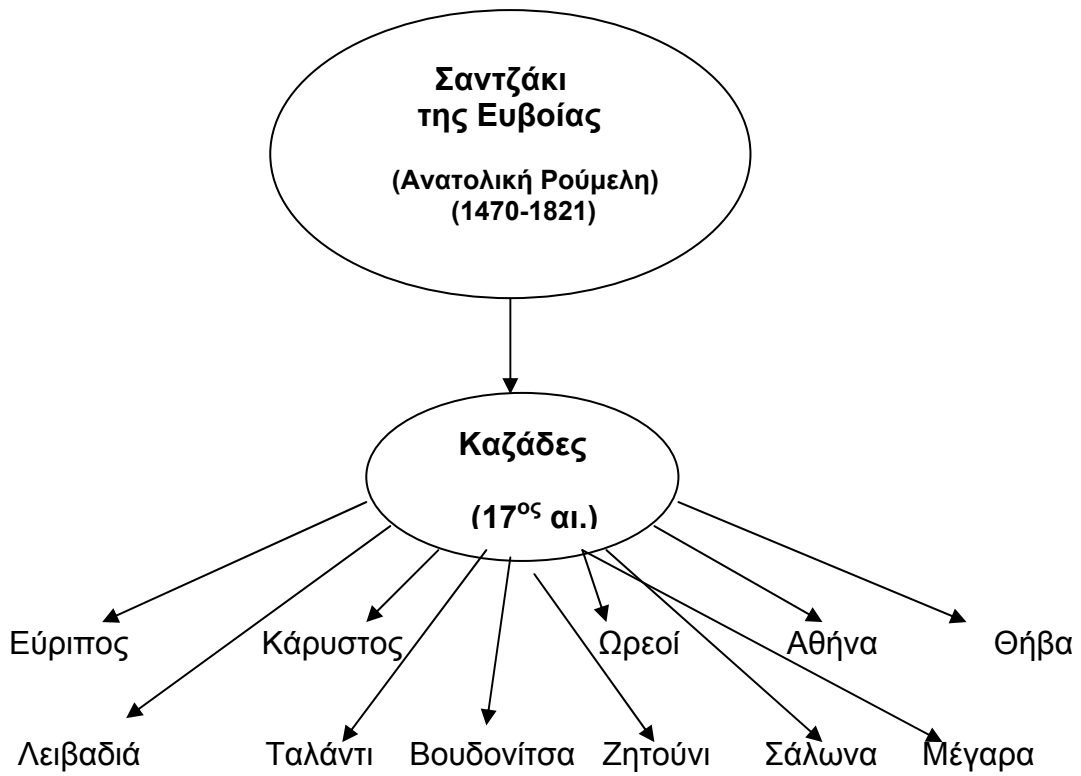 Σαντζάκι
της Ευβοίας
(Ανατολική Ρούμελη)
(1470-1821)
Καζάδες
(17ος αι.)
Εύριπος Κάρυστος Ωρεοί Αθήνα Θήβα
Λειβαδιά Ταλάντι Βουδονίτσα Ζητούνι Σάλωνα Μέγαρα